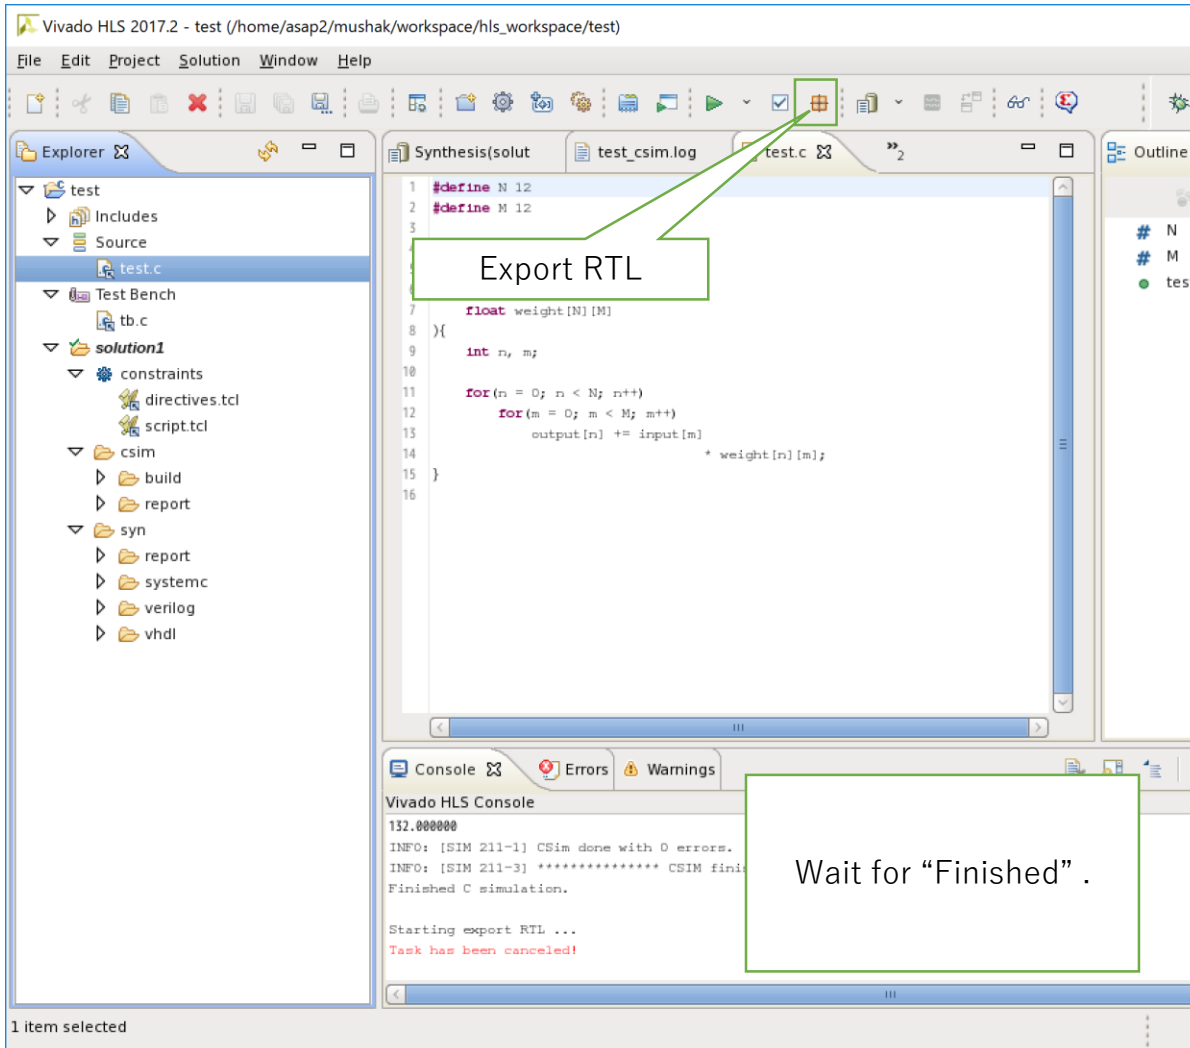 Vivado HLS 2017.2 - test (/home/asap2/mushak/workspace/hls_workspace/test)
File Edit Project Solution Window Help
Explorer
test
Includes
Source
test.c
Test Bench
tb.c
solution1
constraints
directives.tcl
script.tcl
csim
build
report
syn
report
systemc
verilog
vhdl
Synthesis(solut
test_csim.log
test.c
»2
1 #define N 12
2 #define M 12
3
Export RTL
7 float weight[N][M]
8 ){
9 int n, m;
10
11 for(n = 0; n < N; n++)
12 for(m = 0; m < M; m++)
13 output[n] += input[m]
14 * weight[n][m];
15 }
16
Outline
# N
# M
tes
Console
Errors
Warnings
Vivado HLS Console
132.000000
INFO: [SIM 211-1] CSim done with 0 errors.
INFO: [SIM 211-3] *************** CSIM finis
Finished C simulation.
Starting export RTL ...
Task has been canceled!
Wait for “Finished” .
1 item selected